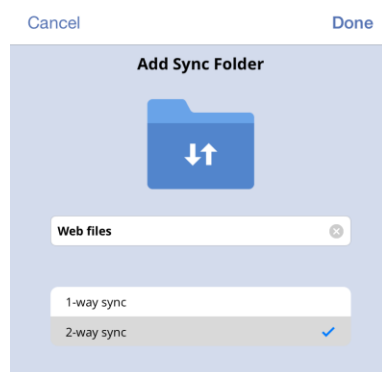 Cancel Done
Add Sync Folder
Web files
1-way sync
2-way sync